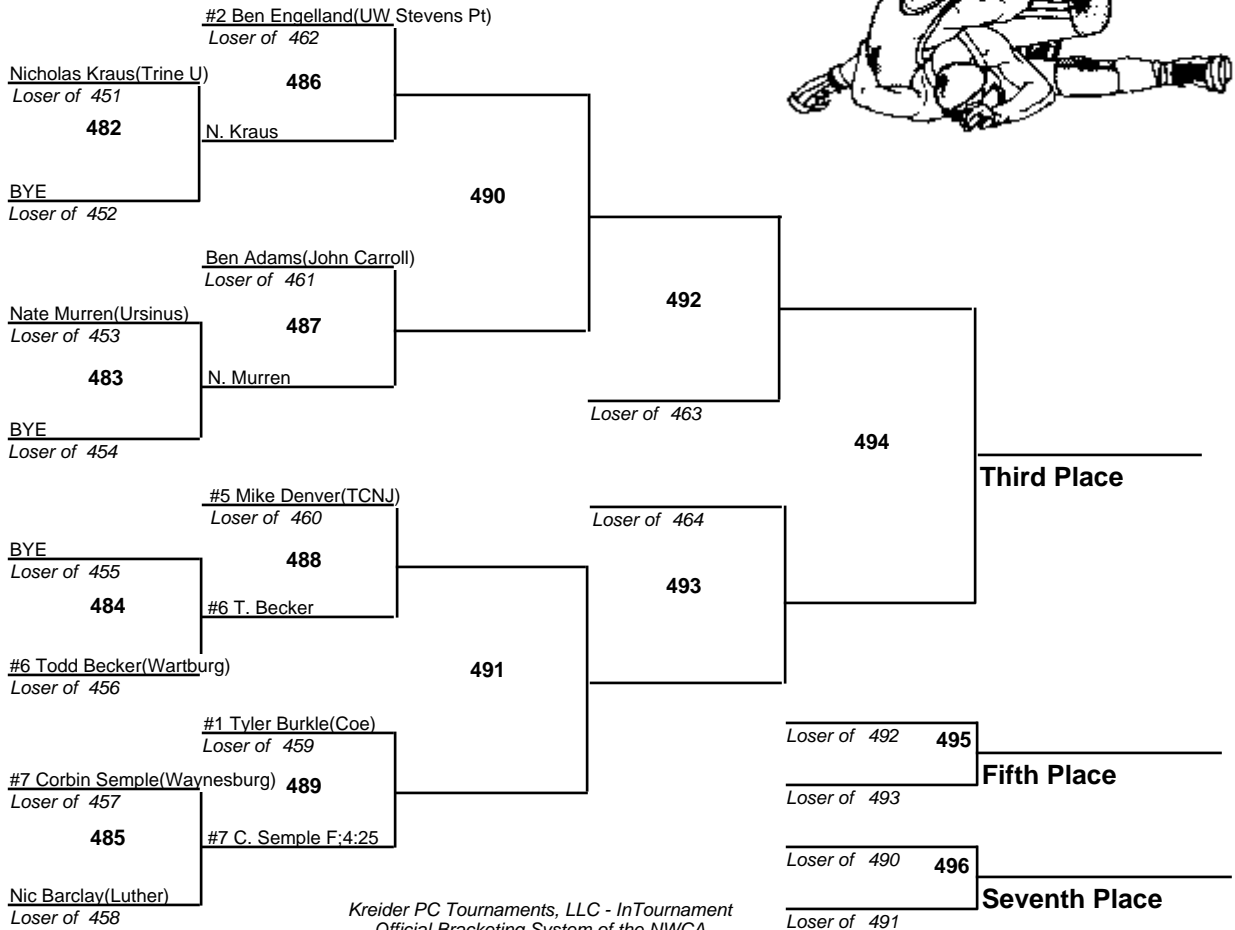 #2 Ben Engelland(UW Stevens Pt)
Loser of 462
Nicholas Kraus(Trine U)
486
Loser of 451
482
N. Kraus
BYE
490
Loser of 452
Ben Adams(John Carroll)
Loser of 461
492
Nate Murren(Ursinus)
487
Loser of 453
483
N. Murren
Loser of 463
BYE
494
Loser of 454
Third Place
#5 Mike Denver(TCNJ)
Loser of 460
Loser of 464
BYE
488
Loser of 455
493
484
#6 T. Becker
#6 Todd Becker(Wartburg)
491
Loser of 456
#1 Tyler Burkle(Coe)
Loser of 459
Loser of 492
495
#7 Corbin Semple(Waynesburg)
489
Fifth Place
Loser of 457
Loser of 493
485
#7 C. Semple F;4:25
Loser of 490
496
Nic Barclay(Luther)
Seventh Place
Loser of 458
Kreider PC Tournaments, LLC - InTournament
Loser of 491
Official Bracketing System of the NWCA